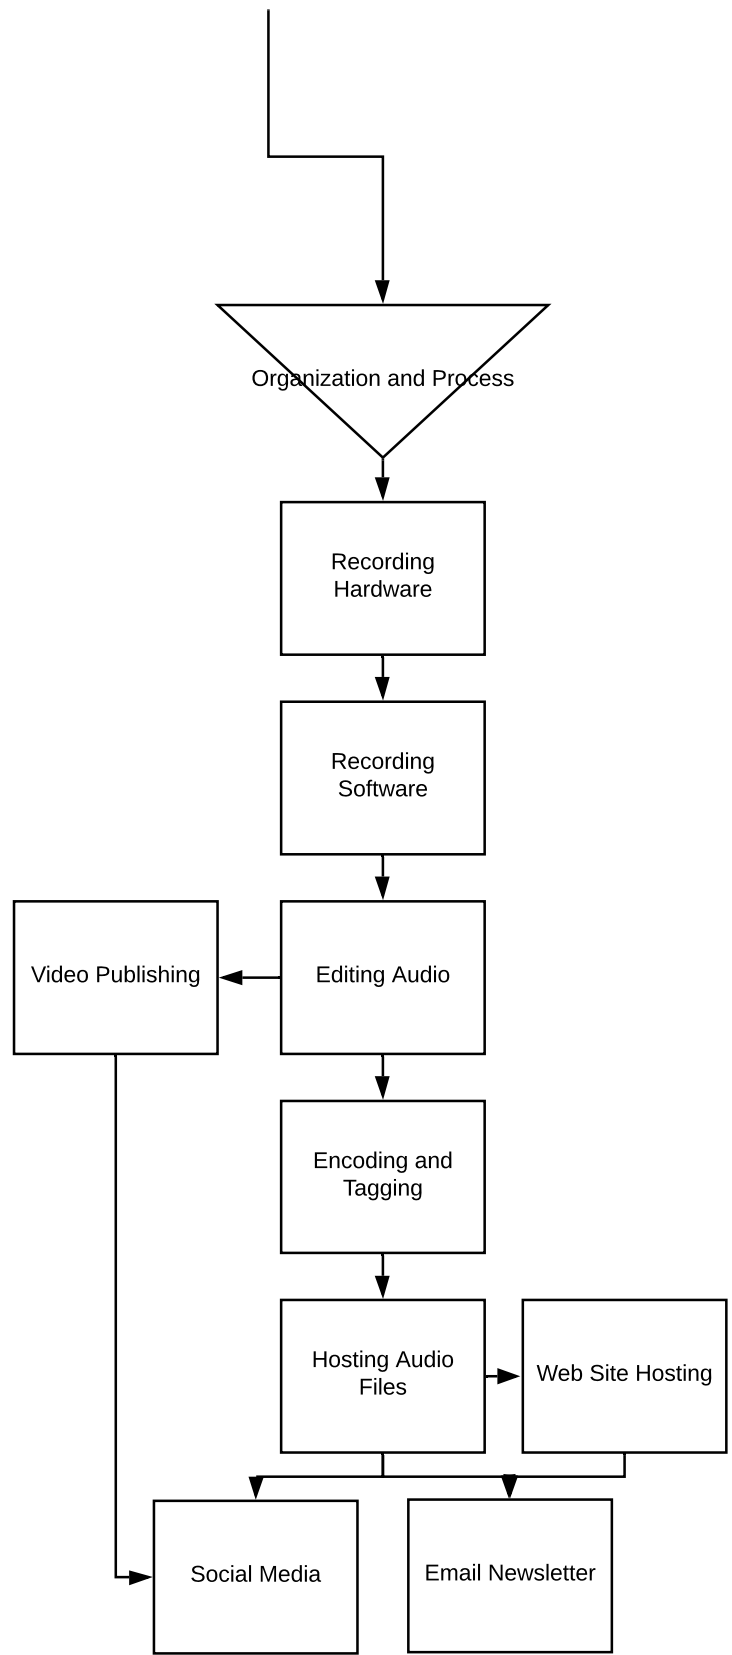 Organization and Process
Recording
Hardware
Recording
Software
Video Publishing
Editing Audio
Encoding and
Tagging
Hosting Audio
Files
Web Site Hosting
Social Media
Email Newsletter